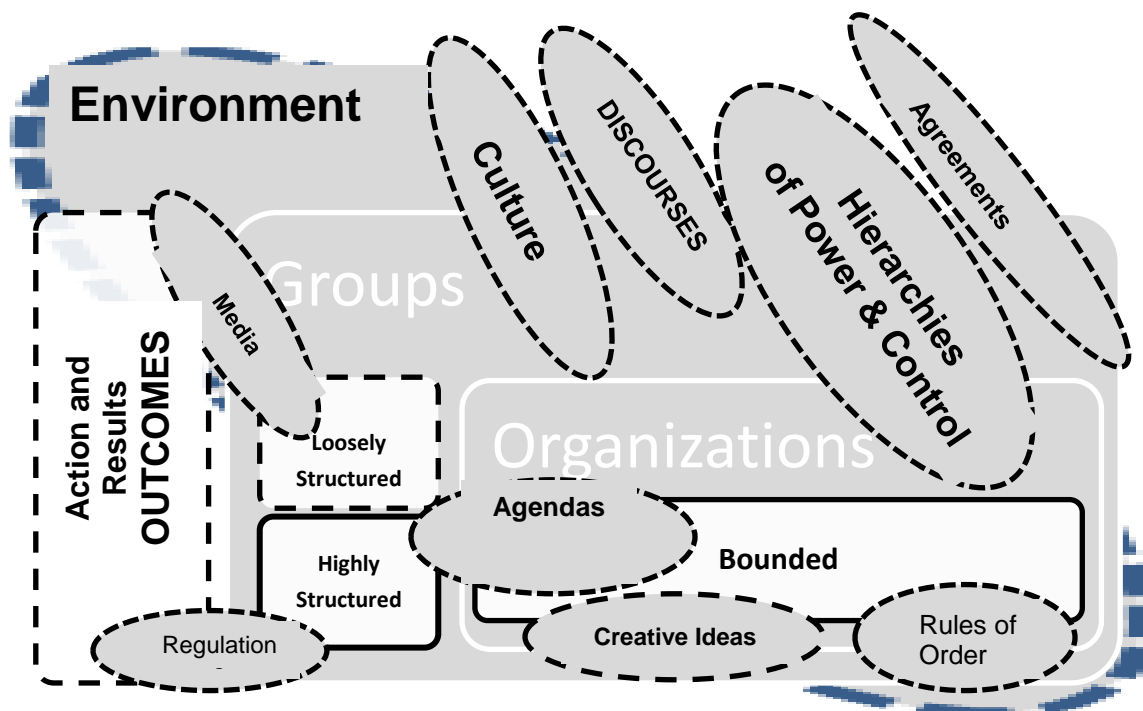 Environment
Culture
DISCOURSES
Hierarchies
of Power & Control
Agreements
Groups
Media
Action and
Results
OUTCOMES
Loosely
Structured
Organizations
Agendas
Highly
Structured
Bounded
Regulation
Creative Ideas
Rules of
Order